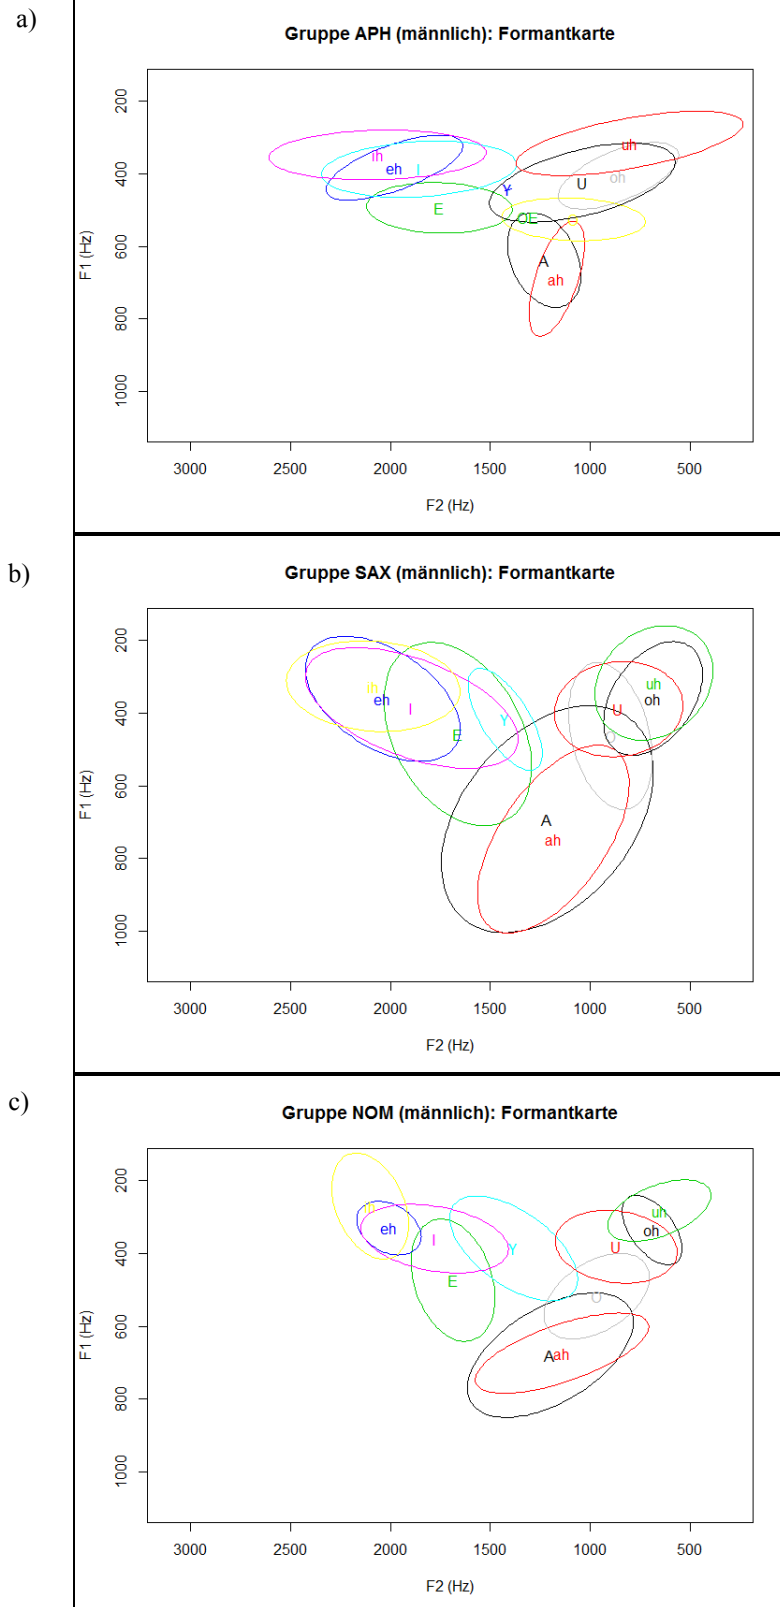 a)
Gruppe APH (männlich): Formantkarte
F1 (Hz)
200
400
600
800
1000
ih
eh
I
E
Y
OE
O
U
oh
uh
A
ah
3000 2500 2000 1500 1000 500
F2 (Hz)
b)
Gruppe SAX (männlich): Formantkarte
F1 (Hz)
200
400
600
800
1000
ih
eh
I
E
Y
U
O
uh
oh
A
ah
3000 2500 2000 1500 1000 500
F2 (Hz)
c)
Gruppe NOM (männlich): Formantkarte
F1 (Hz)
200
400
600
800
1000
ih
eh
I
E
Y
U
O
uh
oh
A
ah
3000 2500 2000 1500 1000 500
F2 (Hz)